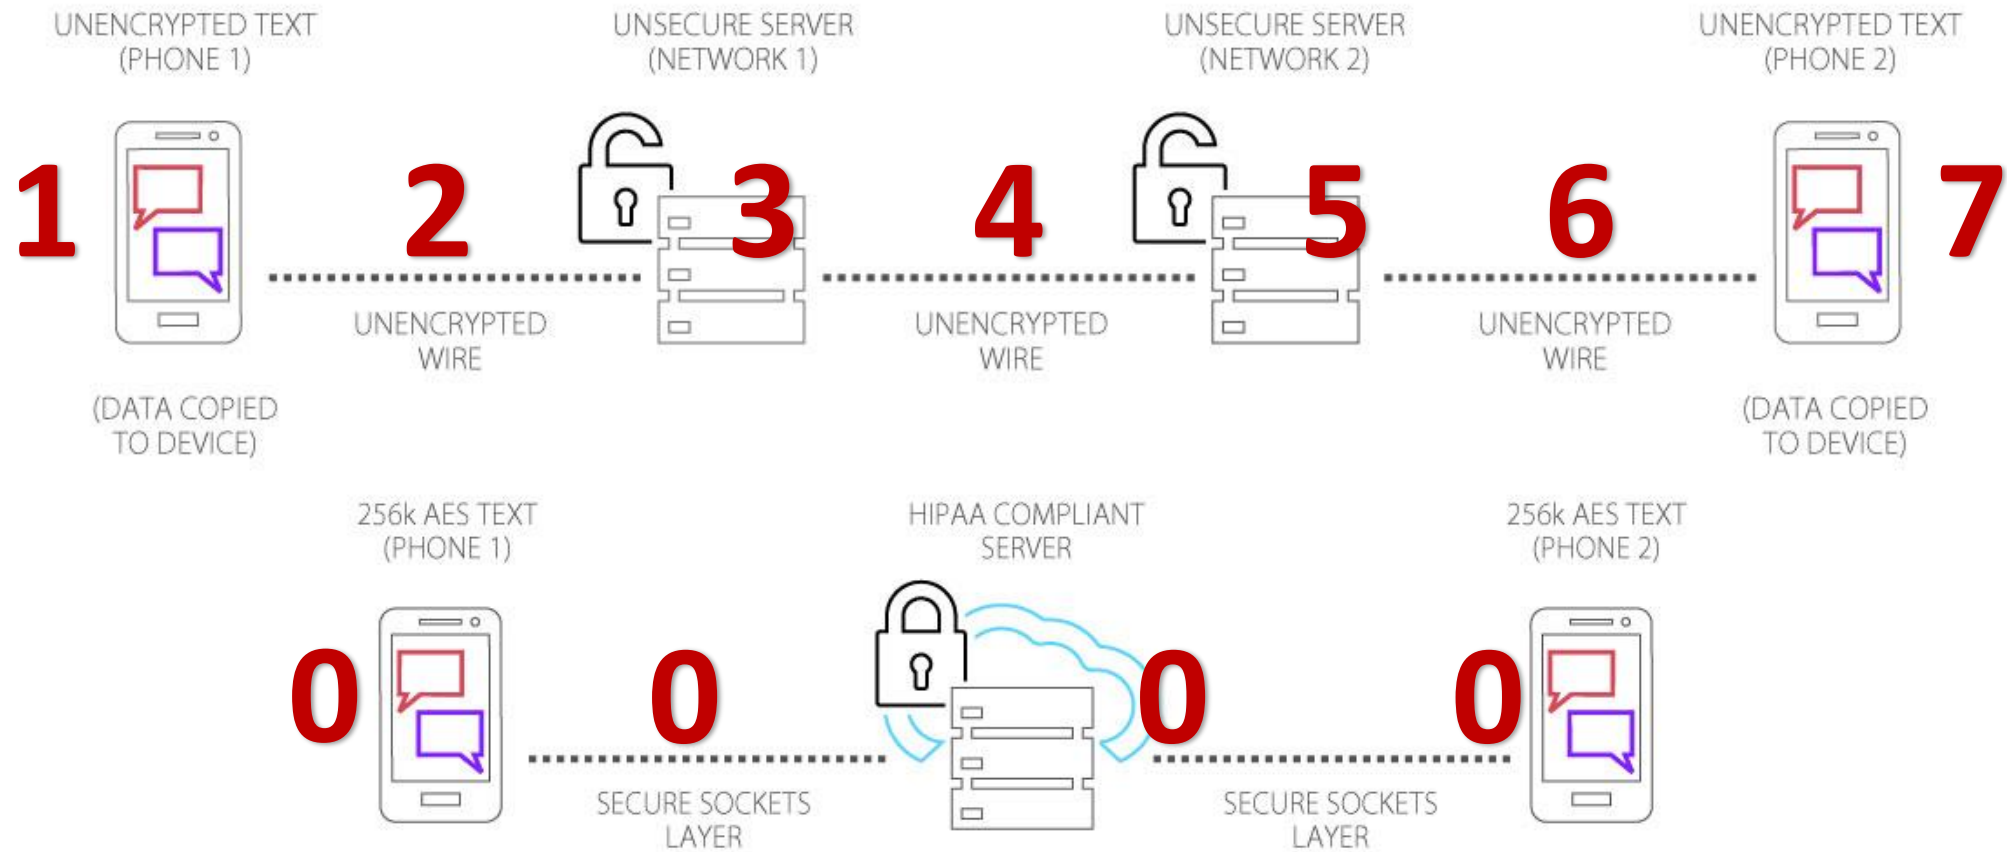 UNENCRYPTED TEXT
(PHONE 1)
UNSECURE SERVER
(NETWORK 1)
UNSECURE SERVER
(NETWORK 2)
UNENCRYPTED TEXT
(PHONE 2)
1
2
3
4
5
6
7
UNENCRYPTED
WIRE
UNENCRYPTED
WIRE
UNENCRYPTED
WIRE
(DATA COPIED
TO DEVICE)
(DATA COPIED
TO DEVICE)
256k AES TEXT
(PHONE 1)
HIPAA COMPLIANT
SERVER
256k AES TEXT
(PHONE 2)
0
0
0
0
SECURE SOCKETS
LAYER
SECURE SOCKETS
LAYER